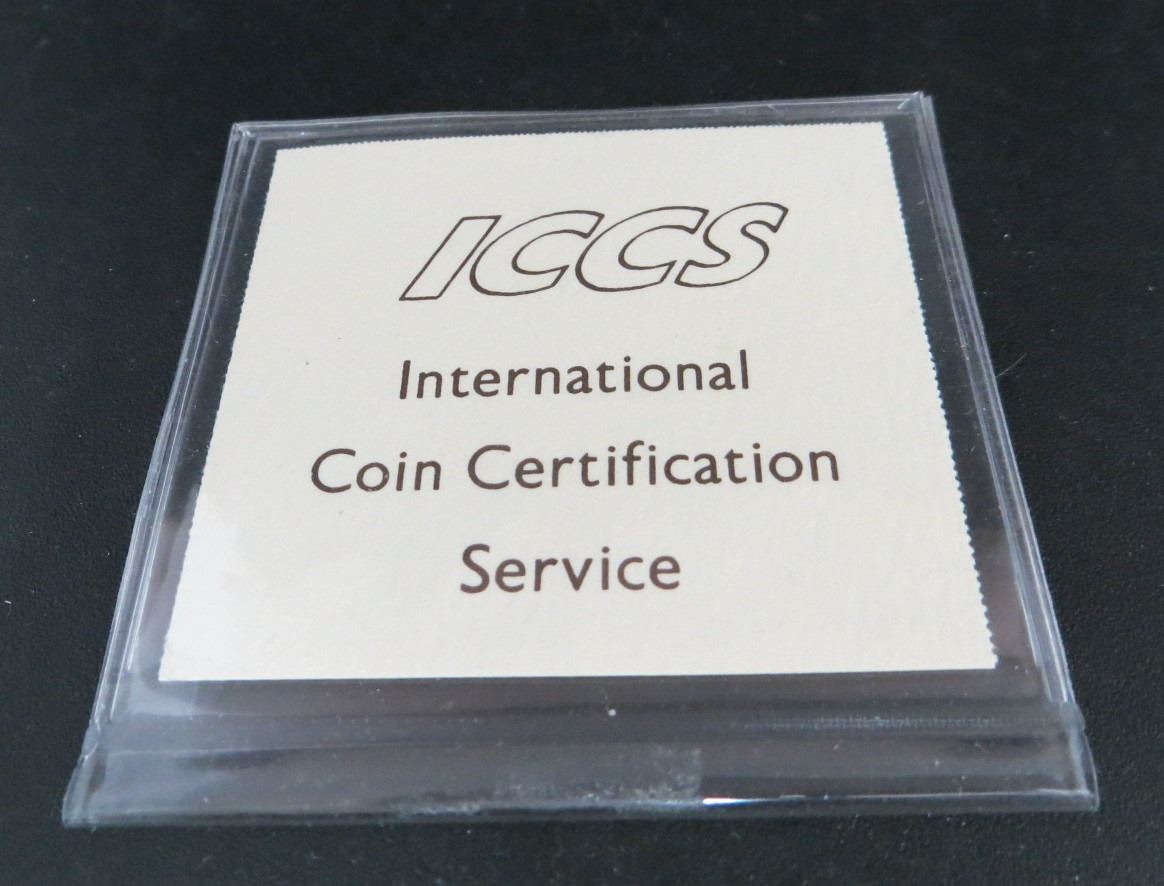 ICCS
International
Coin Certification
Service